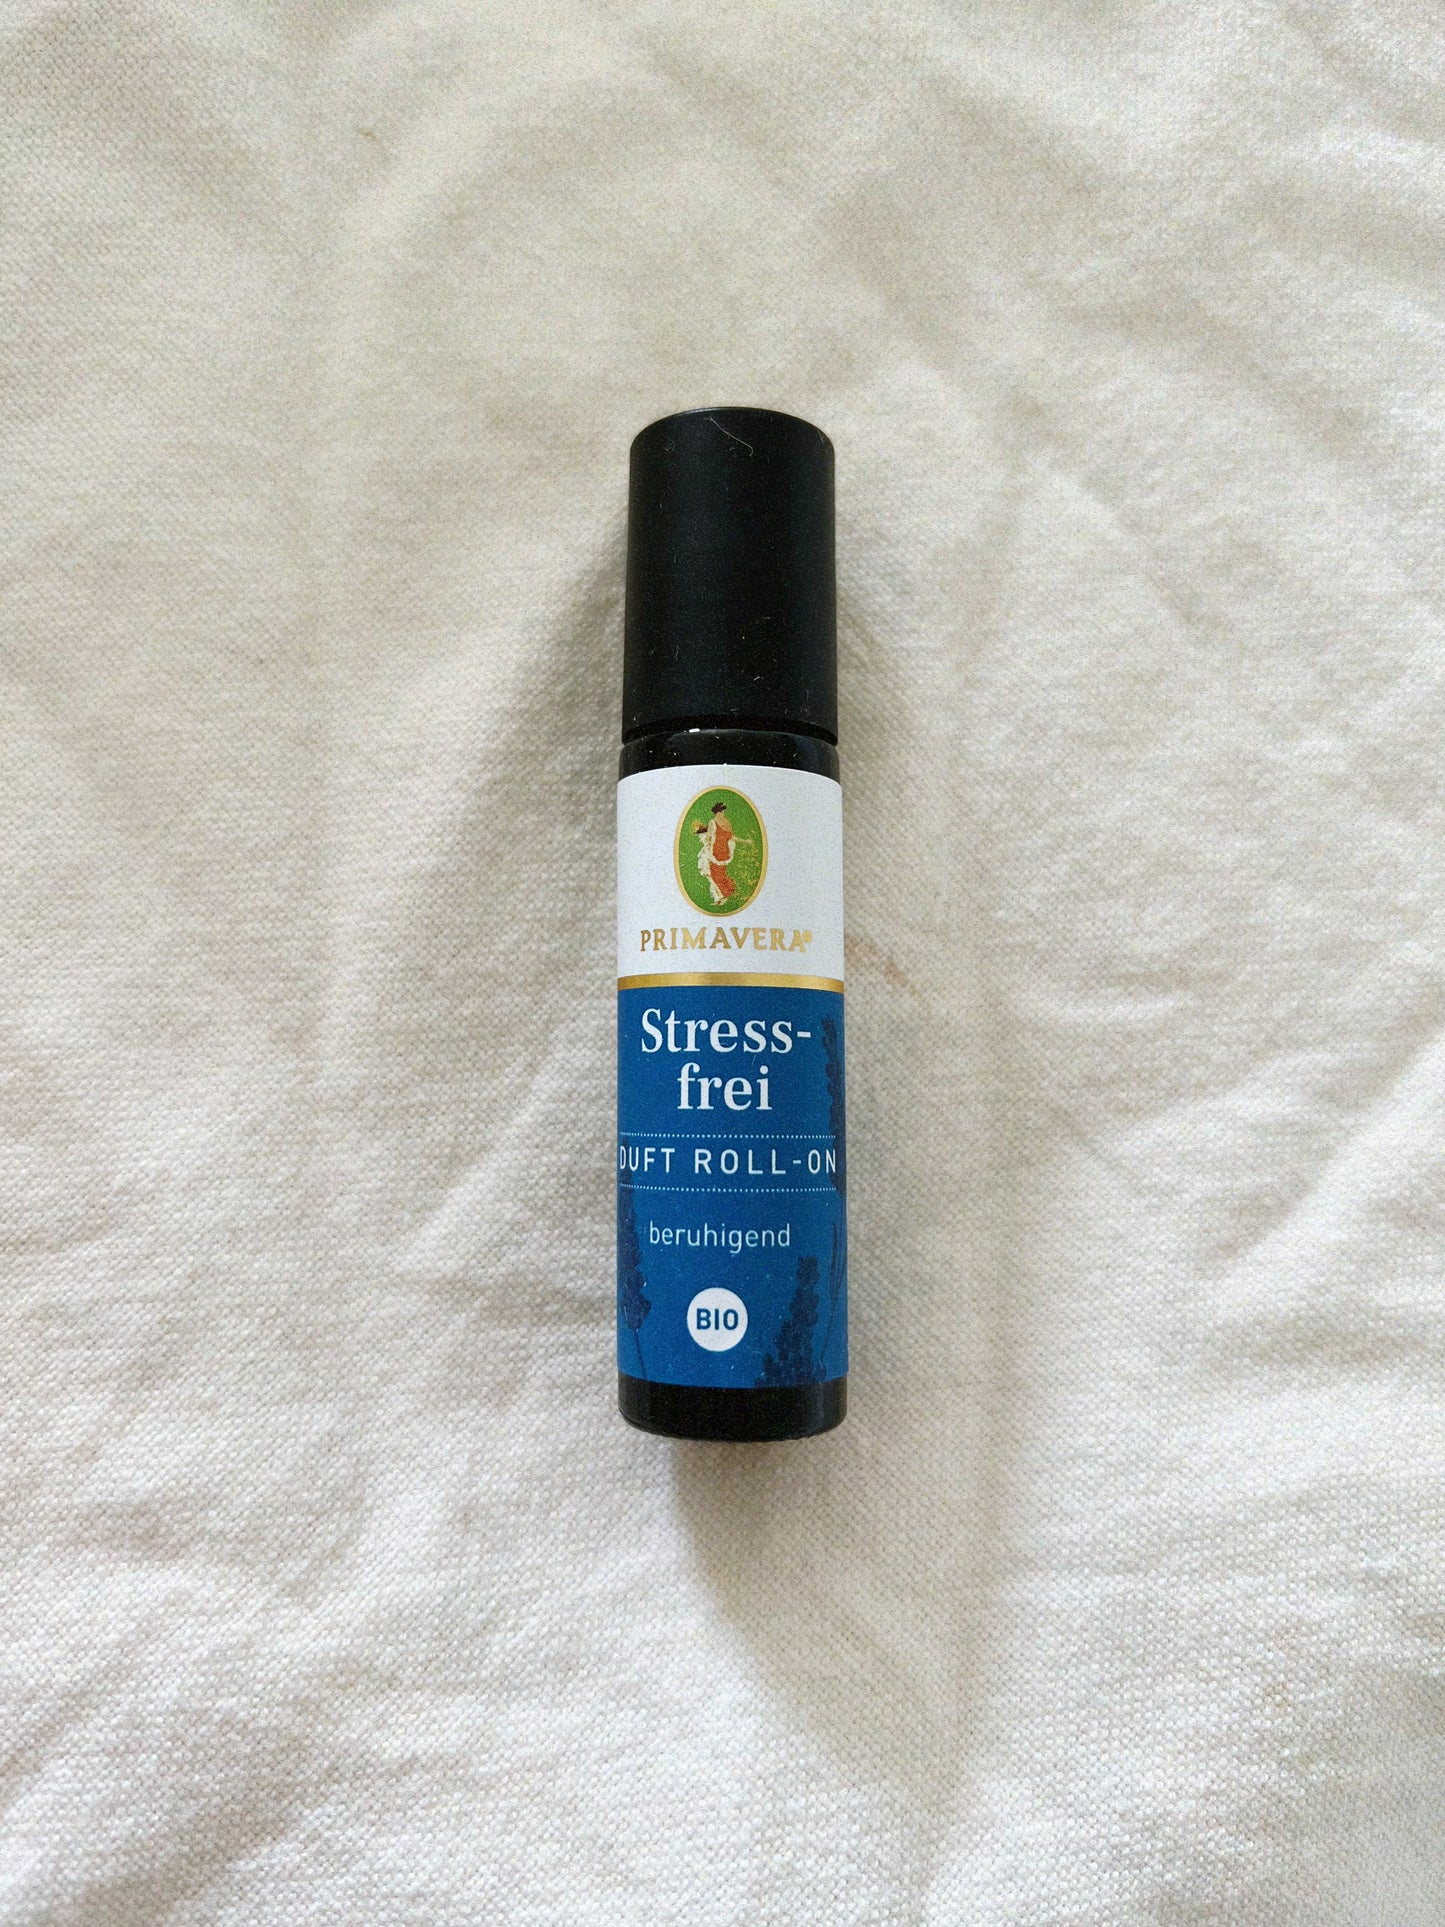 PRIMAVERA®
Stress-
frei
DUFT ROLL-ON
beruhigend
BIO